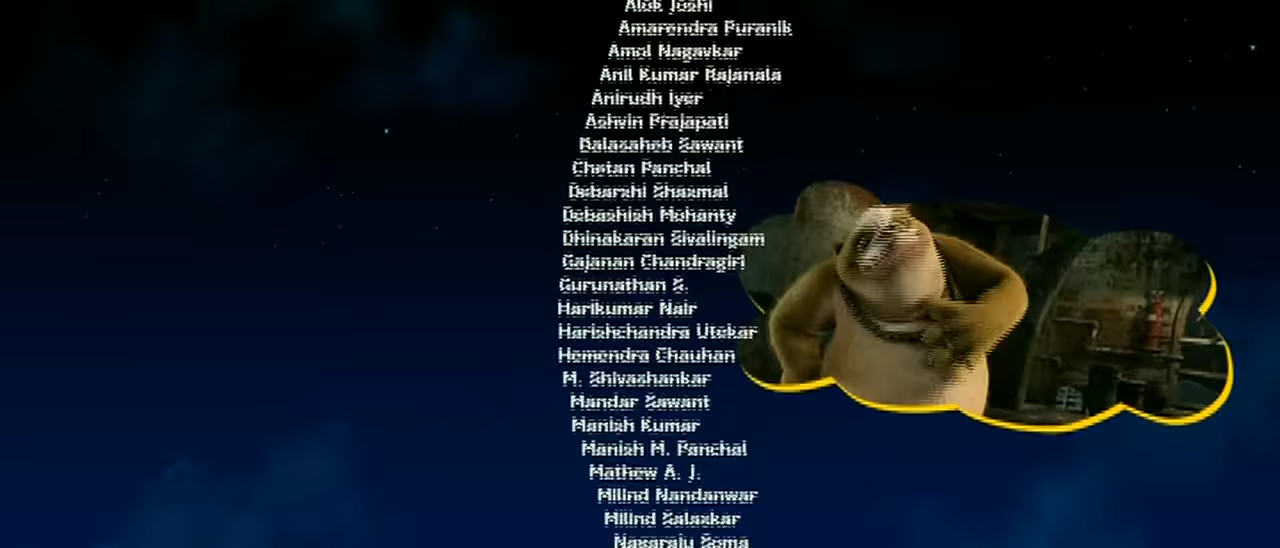 Alok Joshi
Amarendra Puranik
Amol Nagavkar
Anil Kumar Rajanala
Anirudh Iyer
Ashvin Prajapati
Balasaheb Sawant
Chetan Panchal
Debarshi Shasmal
Debashish Mohanty
Dhinakaran Sivalingam
Gajanan Chandragiri
Gurunathan S.
Harikumar Nair
Harishchandra Utekar
Hemendra Chauhan
M. Shivashankar
Mandar Sawant
Manish Kumar
Manish M. Panchal
Mathew A. J.
Milind Nandanwar
Milind Salaskar
Nagaraju Soma